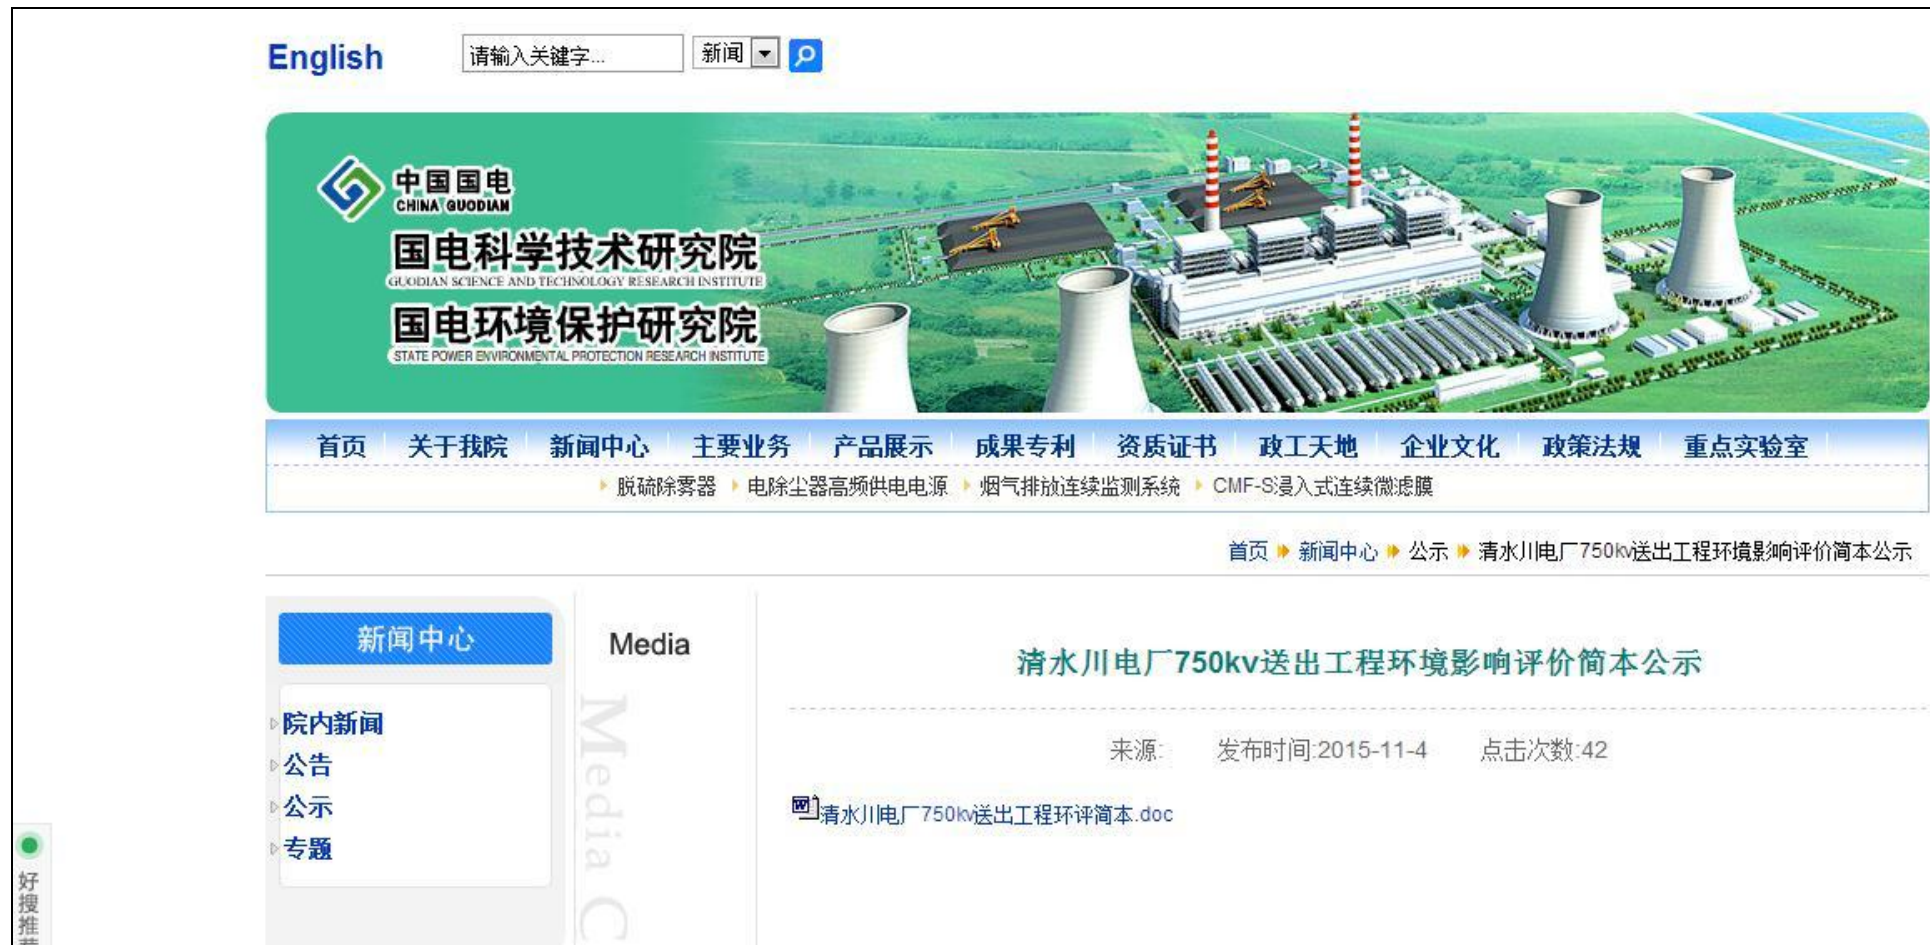 English 请输入关键字... 新闻
中国国电
CHINA GUODIAN
国电科学技术研究院
GUODIAN SCIENCE AND TECHNOLOGY RESEARCH INSTITUTE
国电环境保护研究院
STATE POWER ENVIRONMENTAL PROTECTION RESEARCH INSTITUTE
首页 关于我院 新闻中心 主要业务 产品展示 成果专利 资质证书 政工天地 企业文化 政策法规 重点实验室
脱硫除雾器 电除尘器高频供电电源 烟气排放连续监测系统 CMF-S浸入式连续微滤膜
首页 新闻中心 公示 清水川电厂750kv送出工程环境影响评价简本公示
新闻中心
院内新闻
公告
公示
专题
Media
Media C
清水川电厂750kv送出工程环境影响评价简本公示
来源: 发布时间:2015-11-4 点击次数:42
清水川电厂750kv送出工程环评简本.doc
好搜推